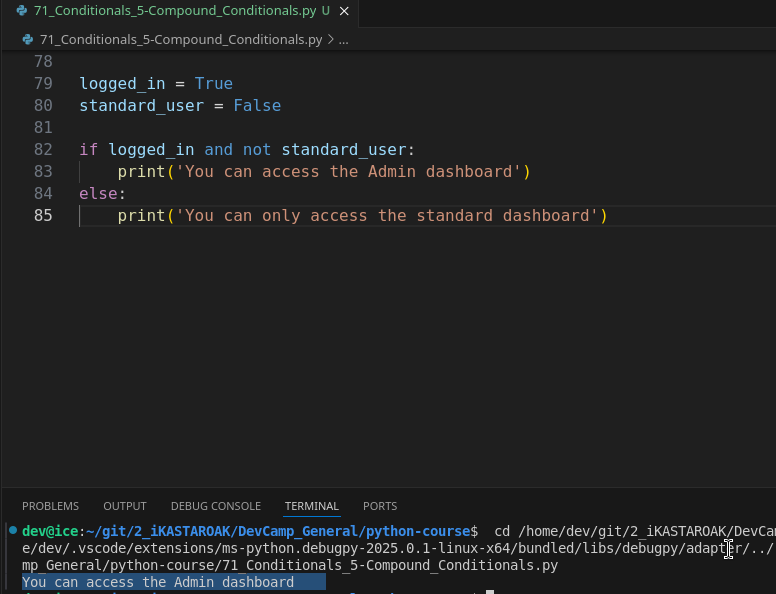 71_Conditionals_5-Compound_Conditionals.py U ×
71_Conditionals_5-Compound_Conditionals.py > ...
78
79 logged_in = True
80 standard_user = False
81
82 if logged_in and not standard_user:
83     print('You can access the Admin dashboard')
84 else:
85     print('You can only access the standard dashboard')
PROBLEMS OUTPUT DEBUG CONSOLE TERMINAL PORTS
dev@ice:~/git/2_iKASTAROAK/DevCamp_General/python-course$  cd /home/dev/git/2_iKASTAROAK/DevCam
e/dev/.vscode/extensions/ms-python.debugpy-2025.0.1-linux-x64/bundled/libs/debugpy/adapter/../
mp_General/python-course/71_Conditionals_5-Compound_Conditionals.py
You can access the Admin dashboard